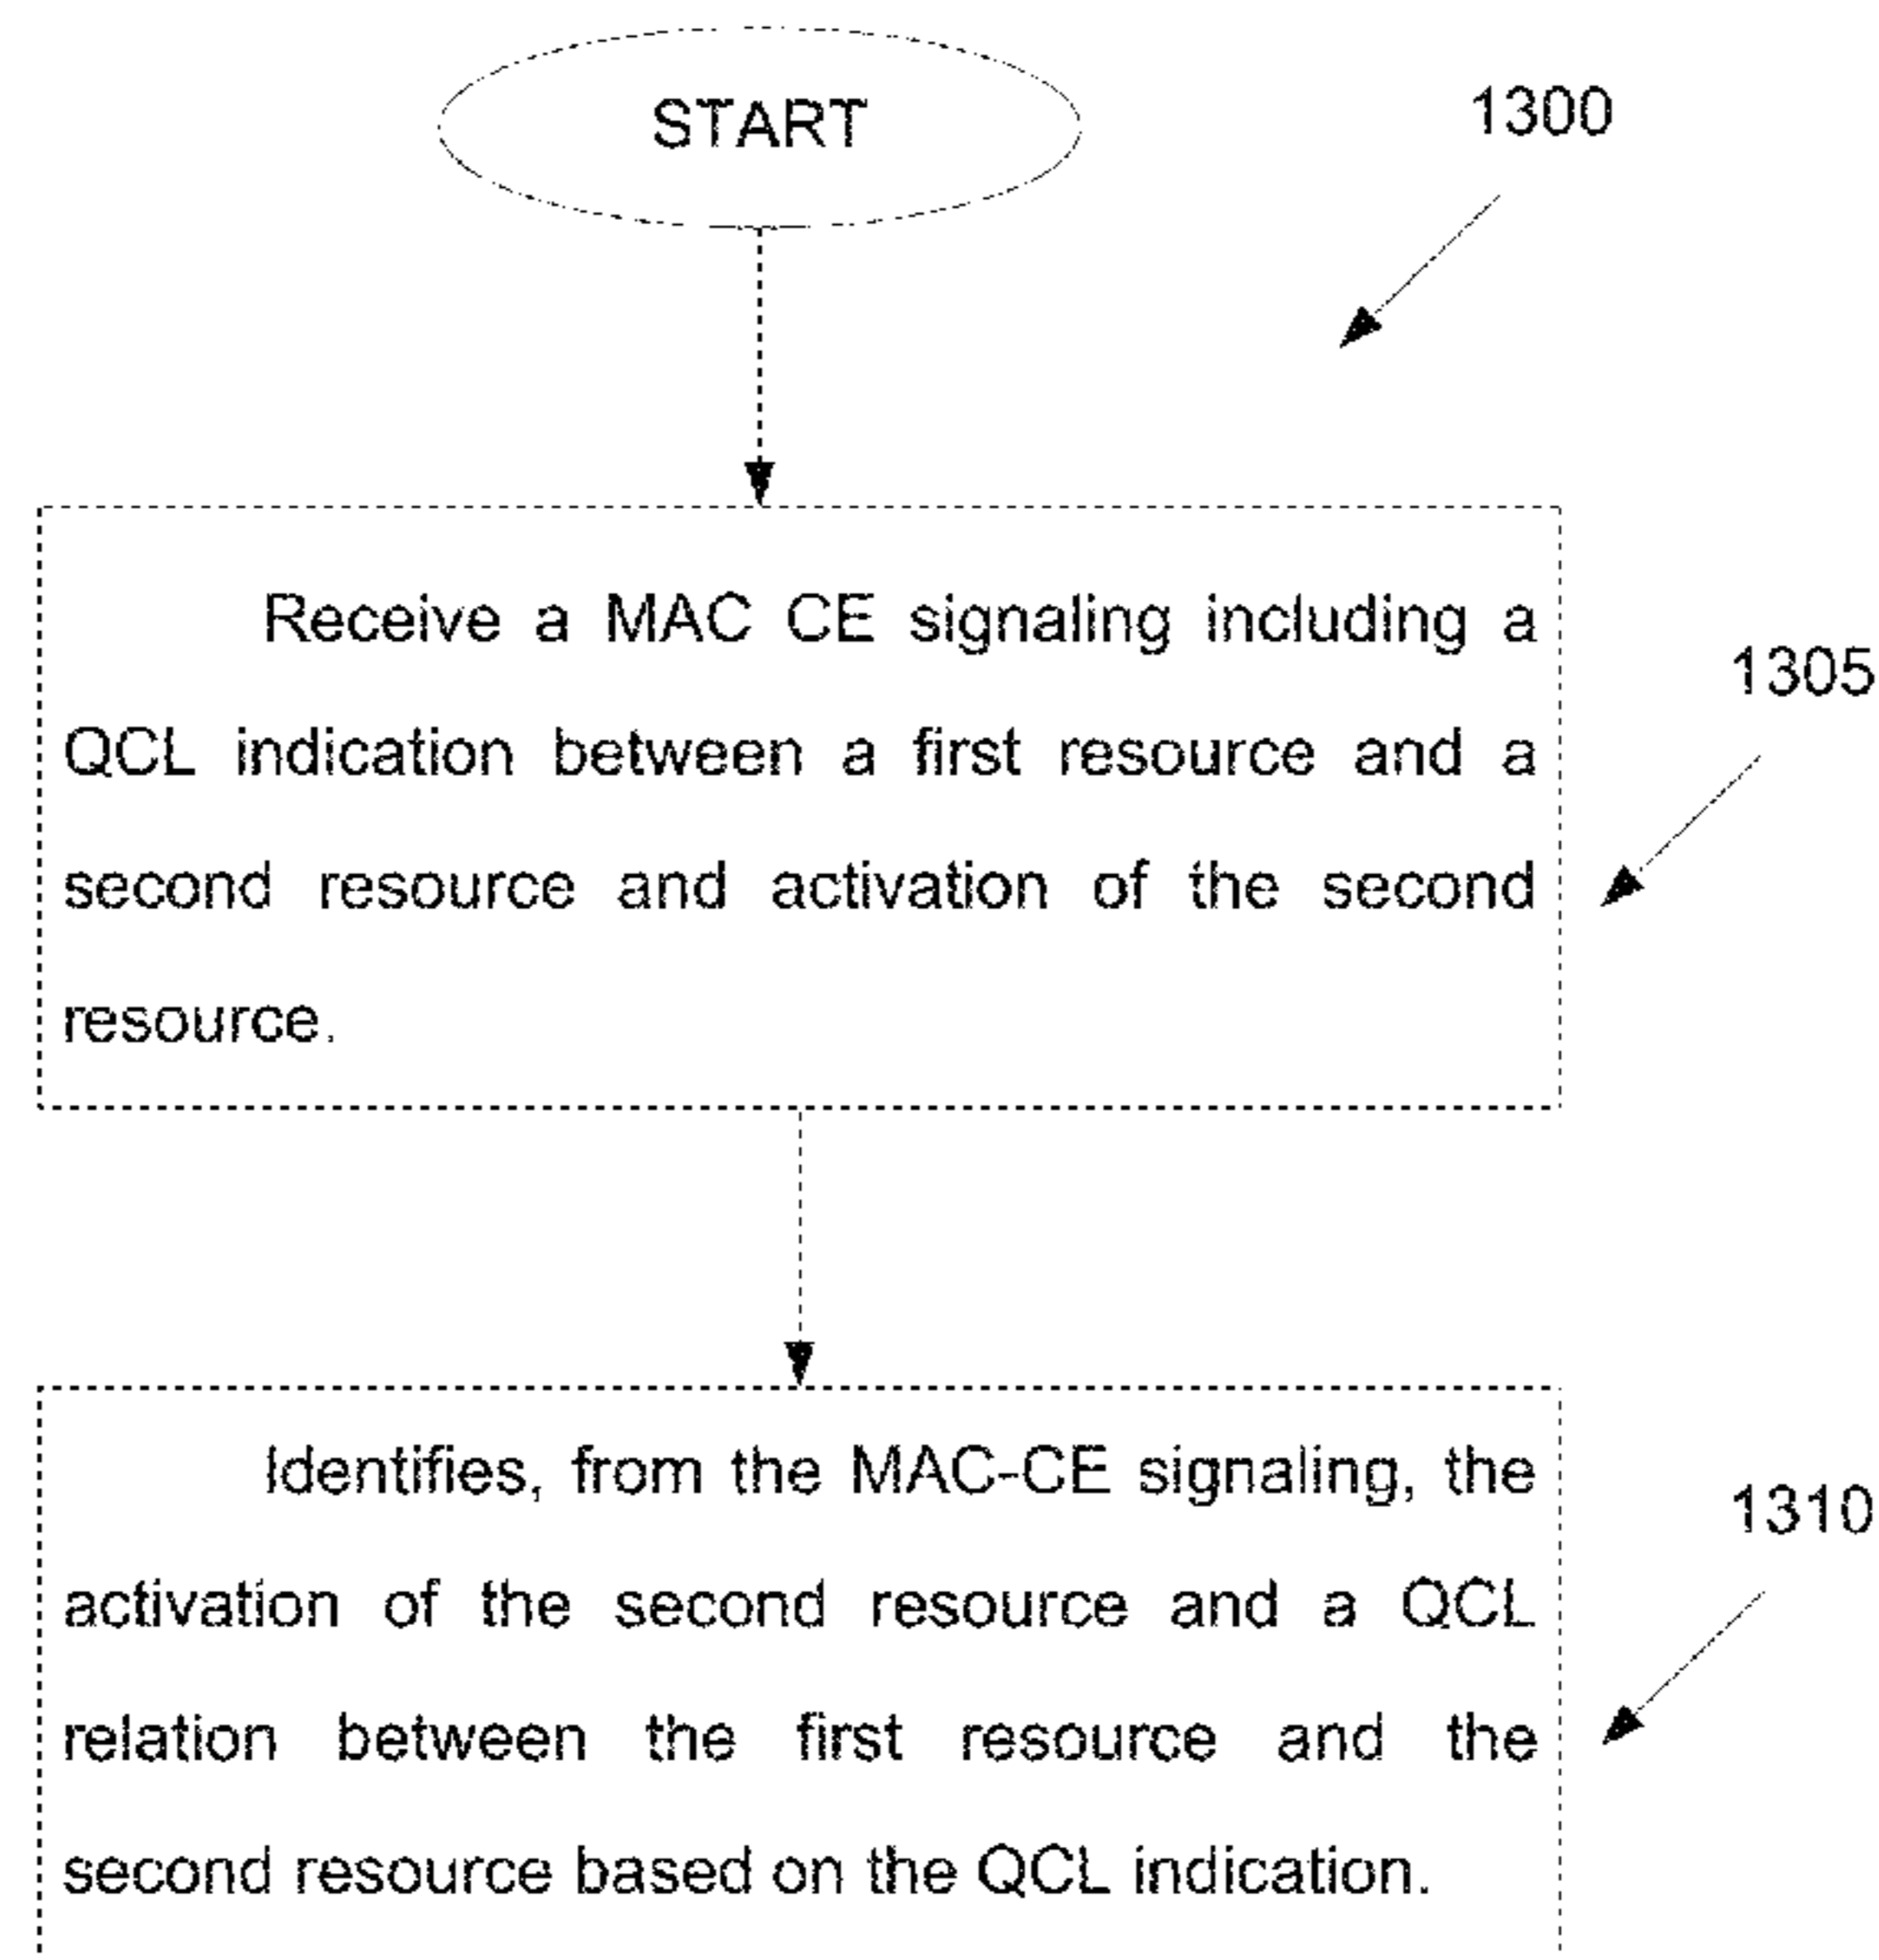 START
1300
Receive a MAC CE signaling including a
QCL indication between a first resource and a
second resource and activation of the second
resource.
1305
Identifies, from the MAC-CE signaling, the
activation of the second resource and a QCL
relation between the first resource and the
second resource based on the QCL indication.
1310